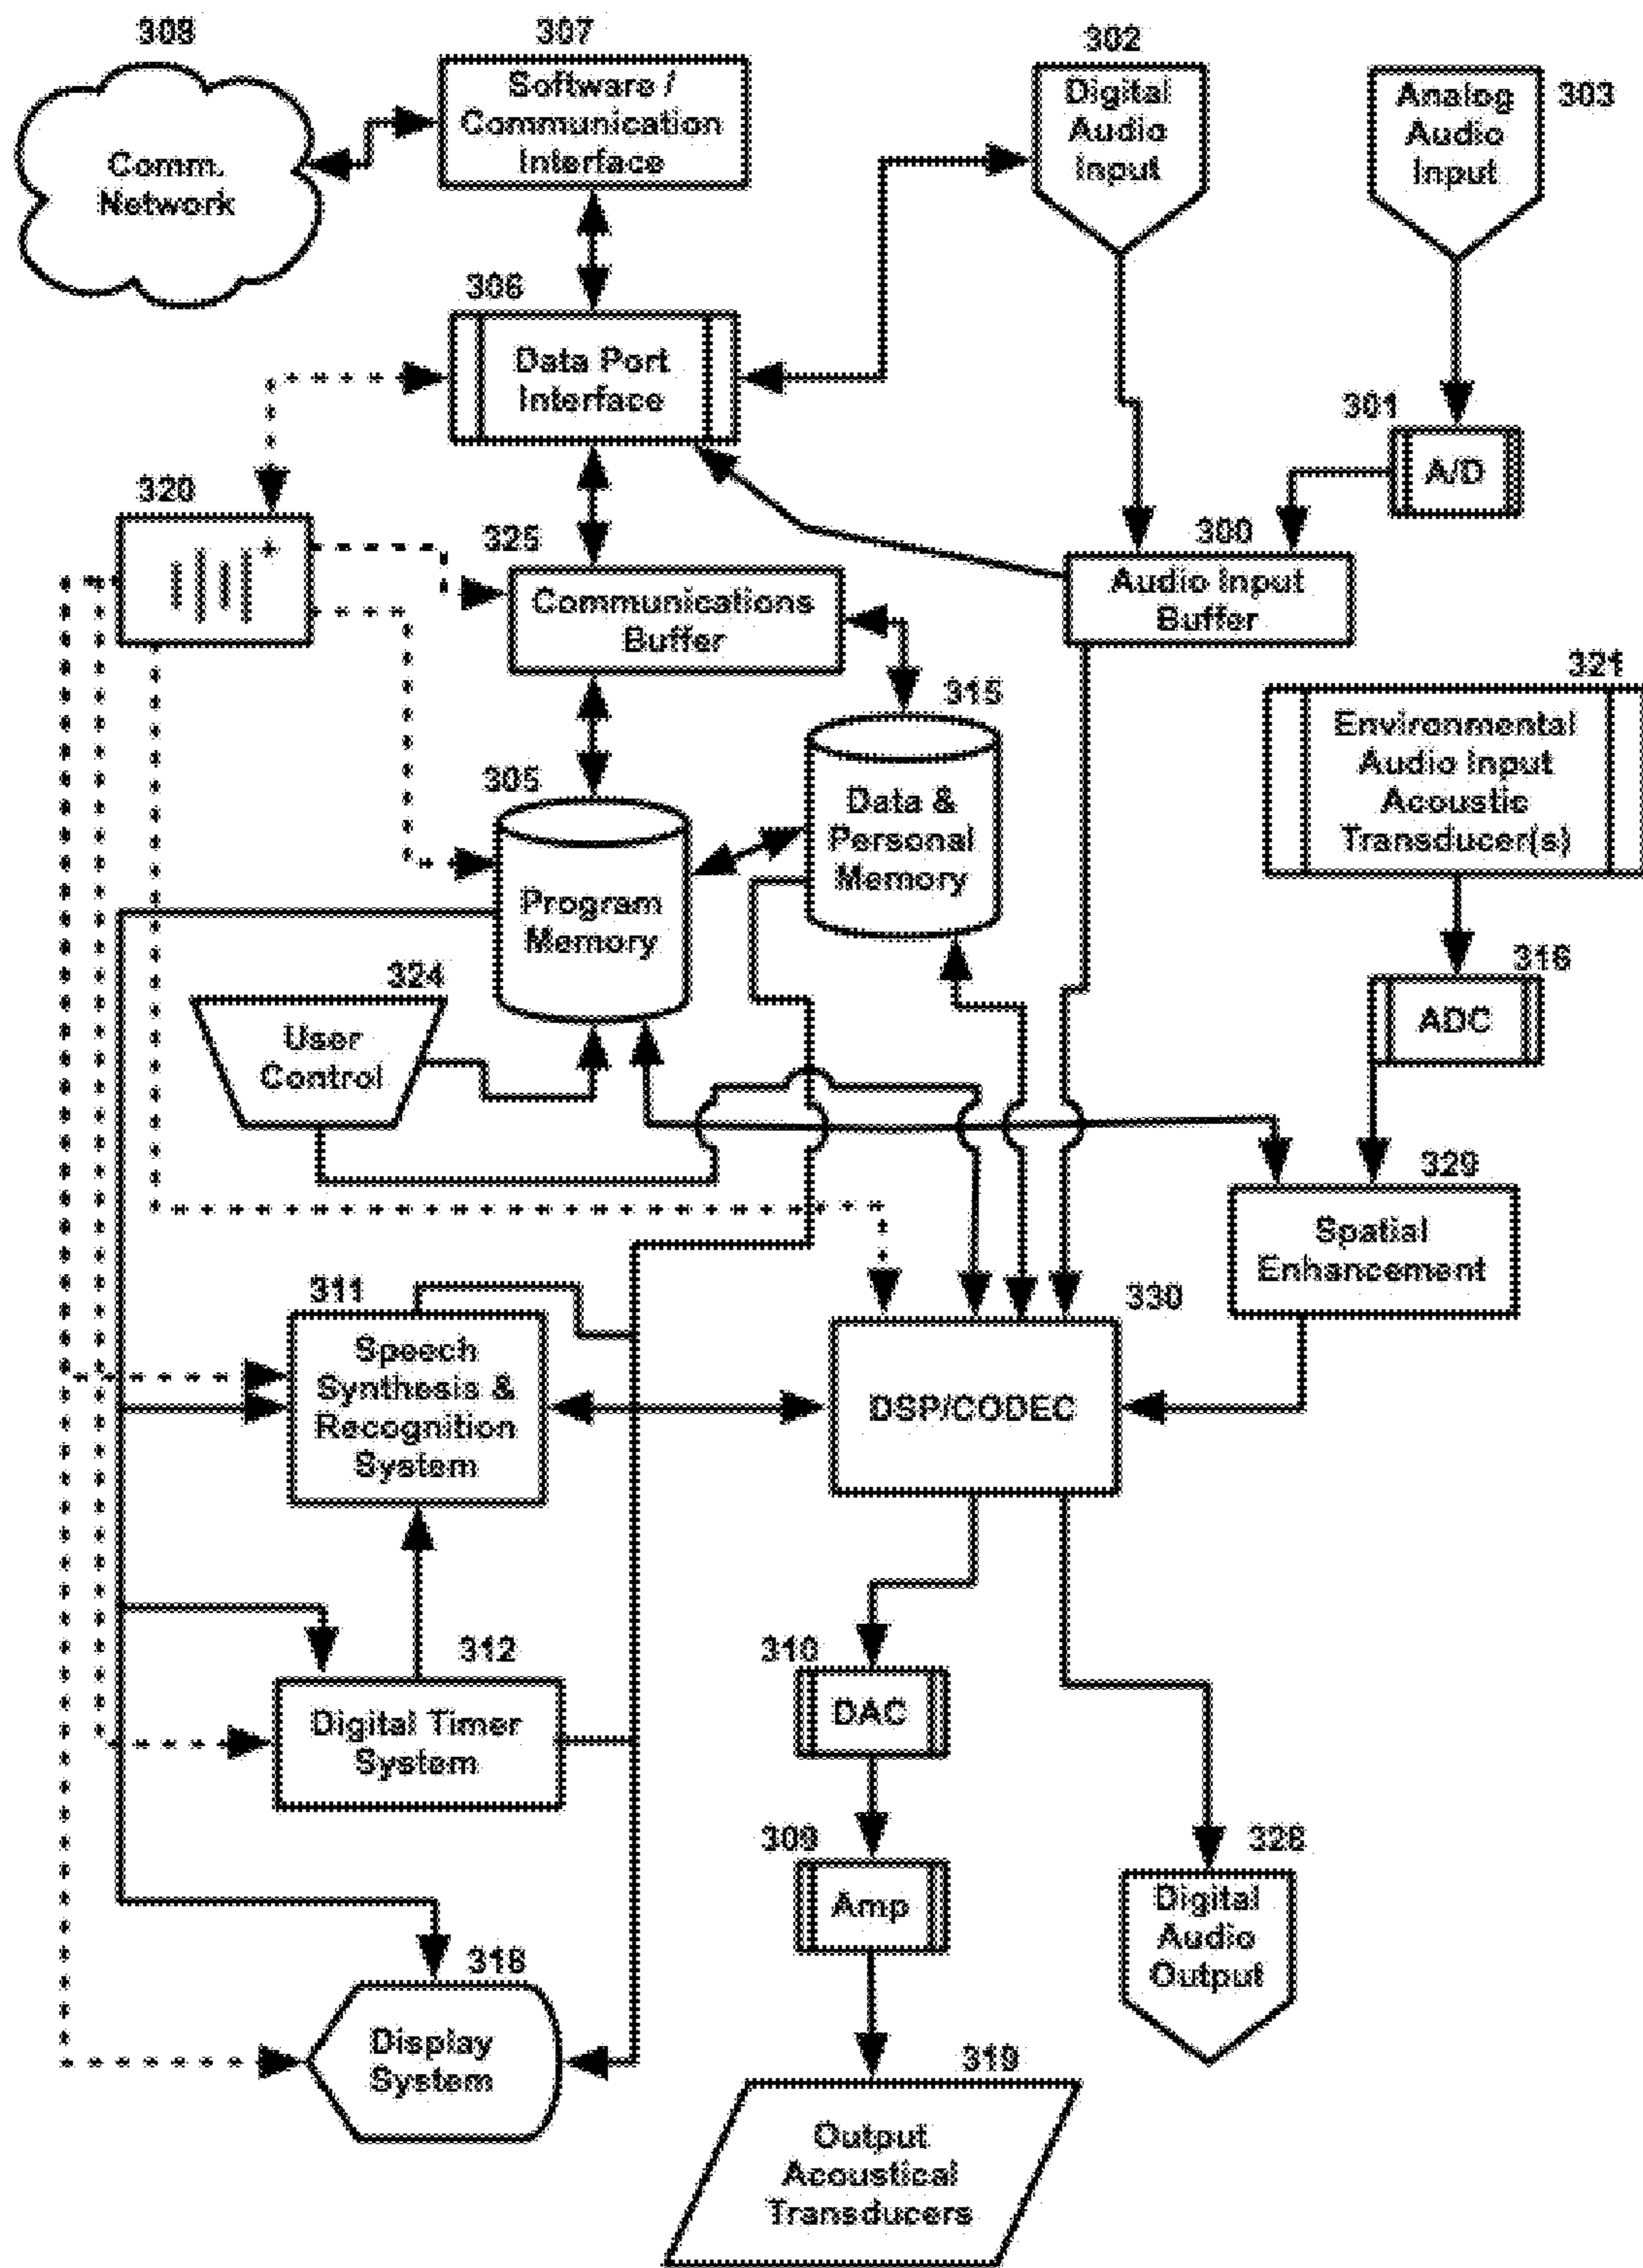 308
Comm.
Network
307
Software /
Communication
Interface
302
Digital
Audio
Input
Analog
Audio
Input
303
306
Data Port
Interface
301
A/D
320
+
325
Communications
Buffer
300
Audio Input
Buffer
321
Environmental
Audio Input
Acoustic
Transducer(s)
315
Data &
Personal
Memory
305
Program
Memory
316
ADC
324
User
Control
329
Spatial
Enhancement
311
Speech
Synthesis &
Recognition
System
330
DSP/CODEC
312
Digital Timer
System
310
DAC
309
Amp
328
Digital
Audio
Output
318
Display
System
319
Output
Acoustical
Transducers